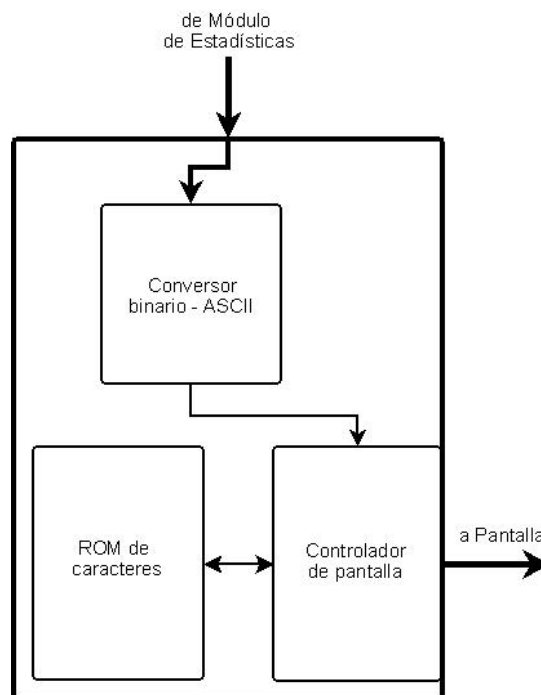 de Módulo
de Estadísticas
Conversor
binario - ASCII
ROM de
caracteres
Controlador
de pantalla
a Pantalla